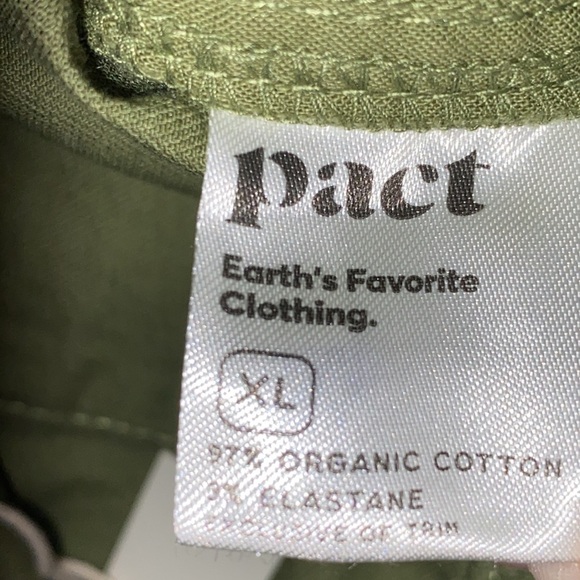 pact
Earth's Favorite
Clothing.
XL
97% ORGANIC COTTON
3% ELASTANE
EXCLUSIVE OF TRIM